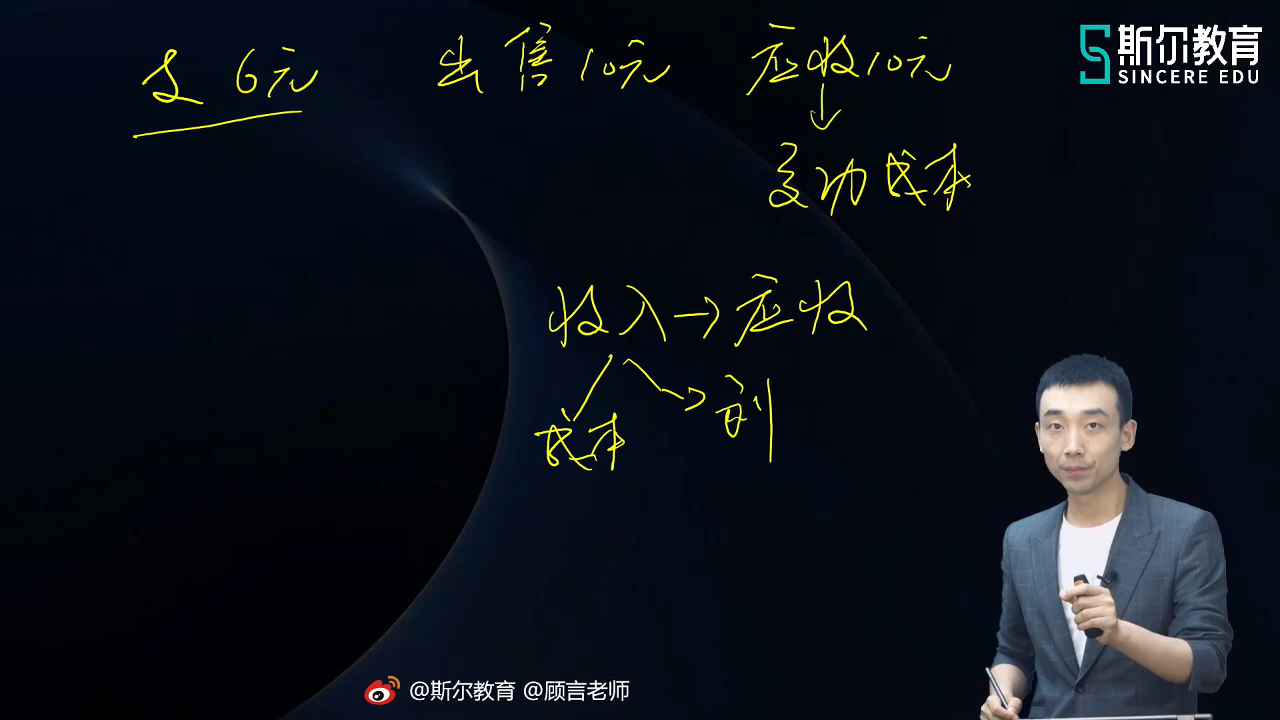 支 6元 出售10元 应收10元
斯尔教育
SINCERE EDU
变动成本
收入→应收
成本
@斯尔教育 @顾言老师